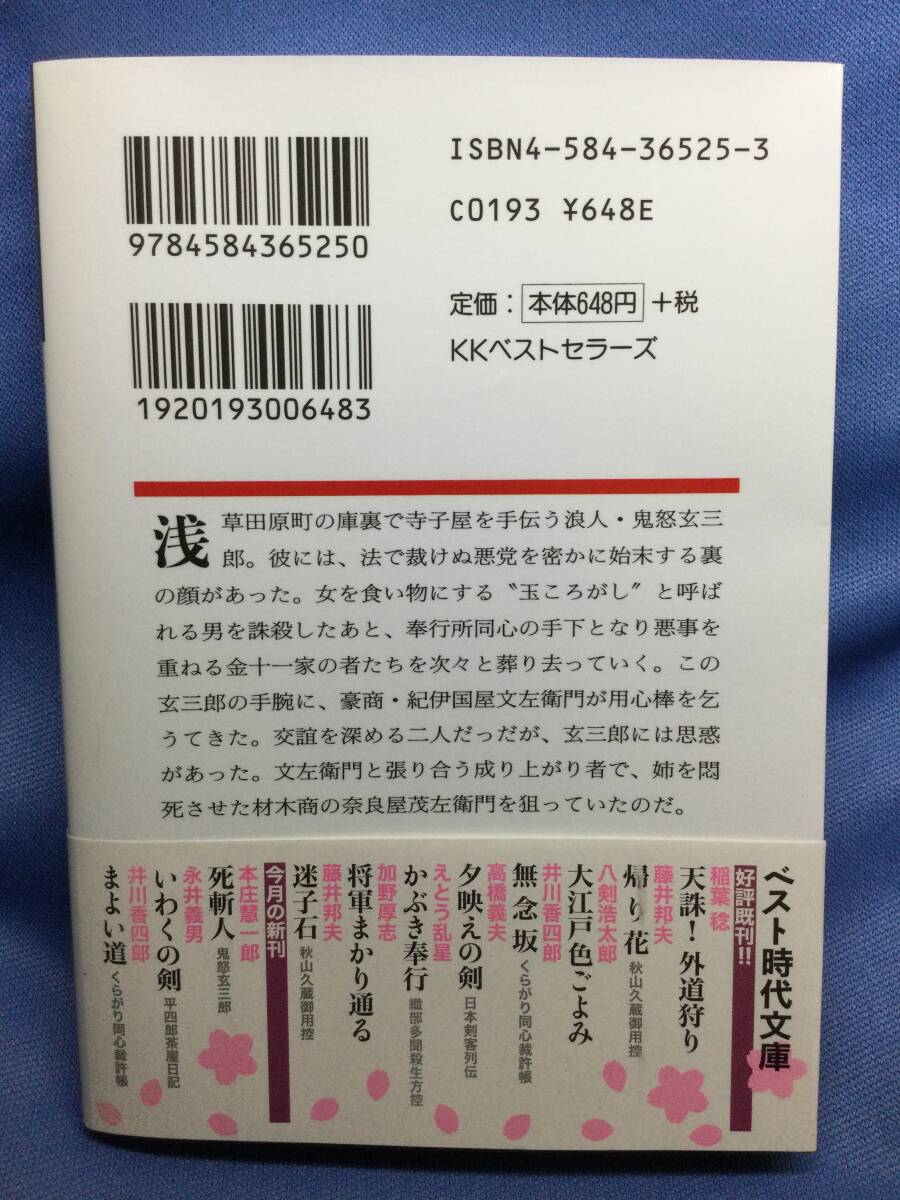 ISBN4-584-36525-3
C0193 ¥648E
9784584365250
定価：本体648円+税
KKベストセラーズ
1920193006483
浅草田原町の庫裏で寺子屋を手伝う浪人・鬼怒玄三
郎。彼には、法で裁けぬ悪党を密かに始末する裏
の顔があった。女を食い物にする〝玉ころがし〟と呼ば
れる男を誅殺したあと、奉行所同心の手下となり悪事を
重ねる金十一家の者たちを次々と葬り去っていく。この
玄三郎の手腕に、豪商・紀伊国屋文左衛門が用心棒を乞
うてきた。交誼を深める二人だっだが、玄三郎には思惑
があった。文左衛門と張り合う成り上がり者で、姉を悶
死させた材木商の奈良屋茂左衛門を狙っていたのだ。
ベスト時代文庫
好評既刊!!
稲葉 稔
天誅！外道狩り
藤井邦夫
帰り花 秋山久蔵御用控
八剣浩太郎
大江戸色ごよみ
井川香四郎
無念坂 くらがり同心裁許帳
高橋義夫
夕映えの剣 日本剣客列伝
えとう乱星
かぶき奉行 織部多聞殺生方控
加野厚志
将軍まかり通る
藤井邦夫
迷子石 秋山久蔵御用控
今月の新刊
本庄慧一郎
死斬人 鬼怒玄三郎
永井義男
いわくの剣 平四郎茶屋日記
井川香四郎
まよい道 くらがり同心裁許帳